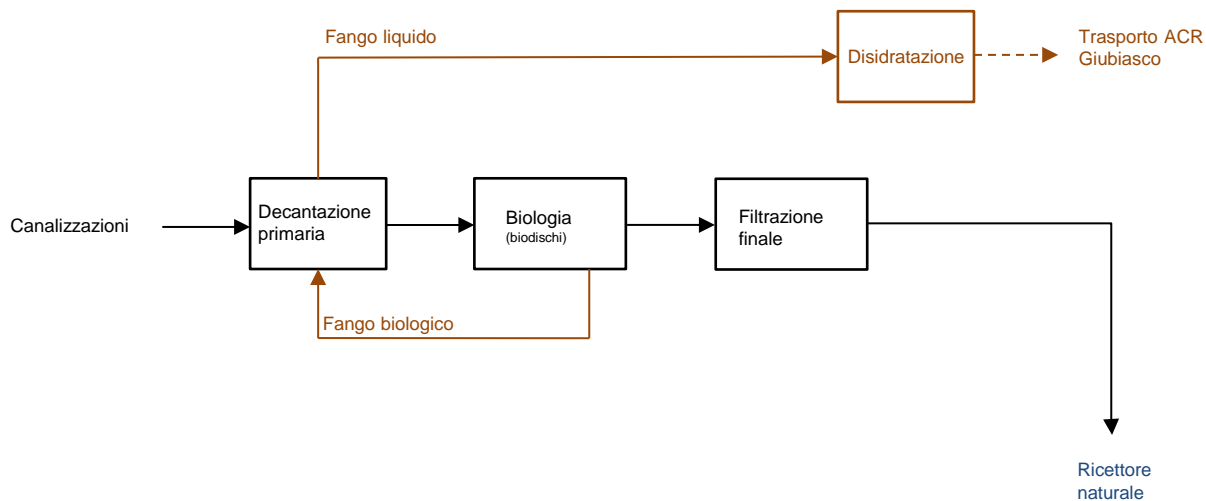 Fango liquido
Trasporto ACR
Giubiasco
Disidratazione
Canalizzazioni
Decantazione
primaria
Biologia
(biodischi)
Filtrazione
finale
Fango biologico
Ricettore
naturale